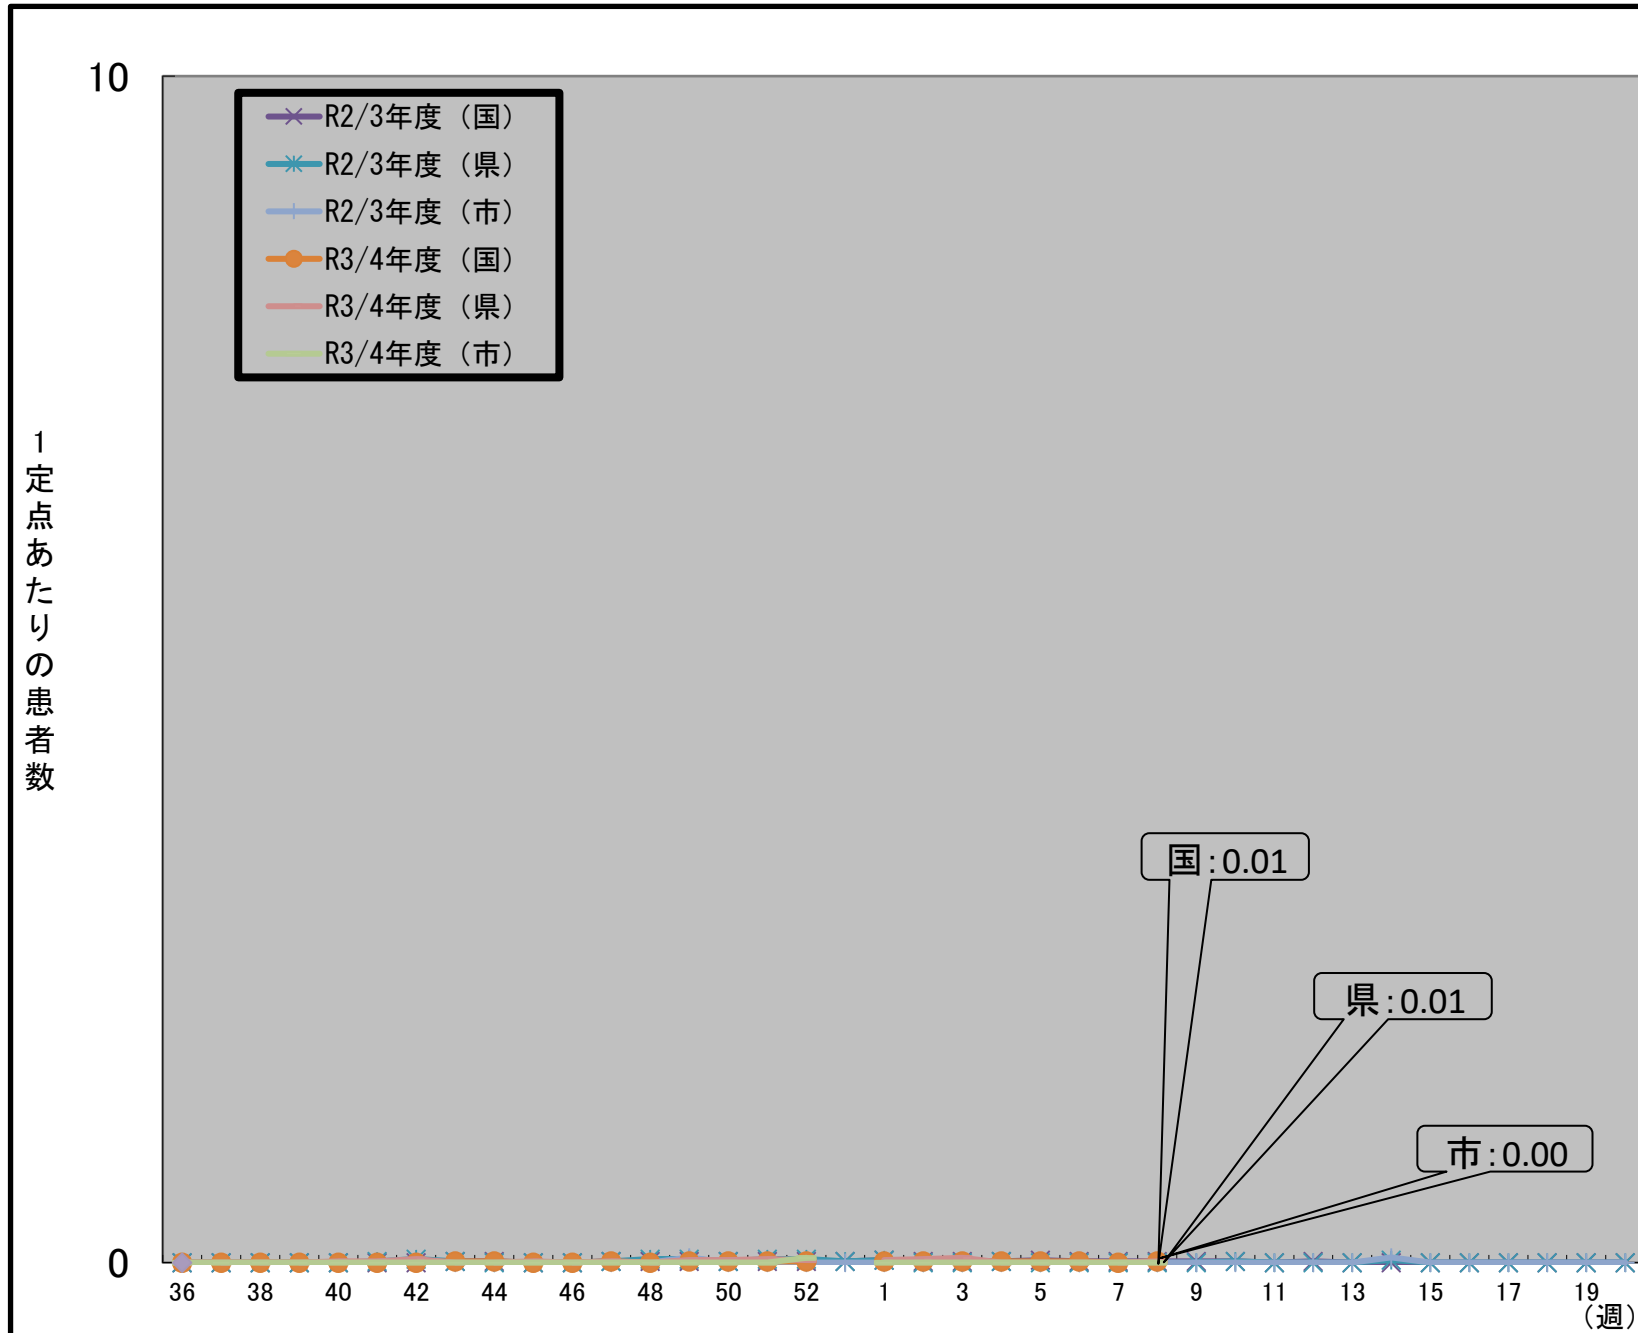 10
R2/3年度（国）
R2/3年度（県）
R2/3年度（市）
R3/4年度（国）
R3/4年度（県）
R3/4年度（市）
1定点あたりの患者数
国：0.01
県：0.01
市：0.00
0
36 38 40 42 44 46 48 50 52 1 3 5 7 9 11 13 15 17 19
（週）